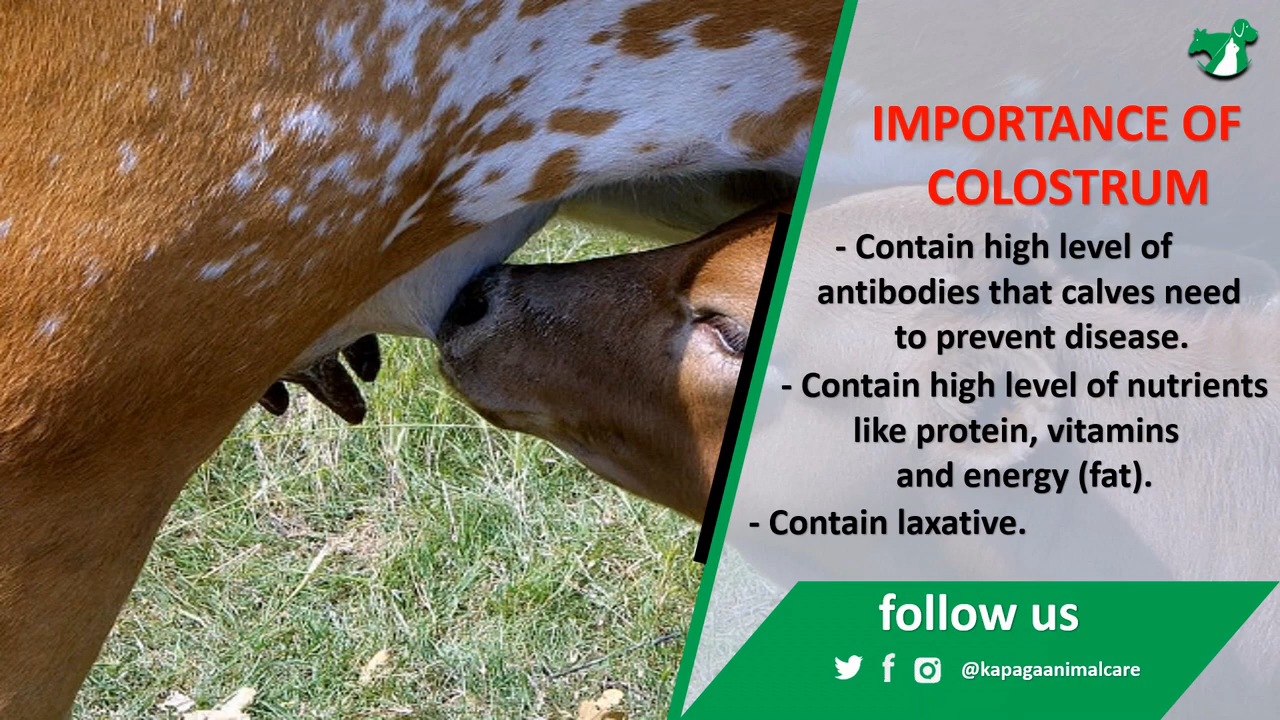 IMPORTANCE OF
COLOSTRUM
- Contain high level of
antibodies that calves need
to prevent disease.
- Contain high level of nutrients
like protein, vitamins
and energy (fat).
- Contain laxative.
follow us
@kapagaanimalcare